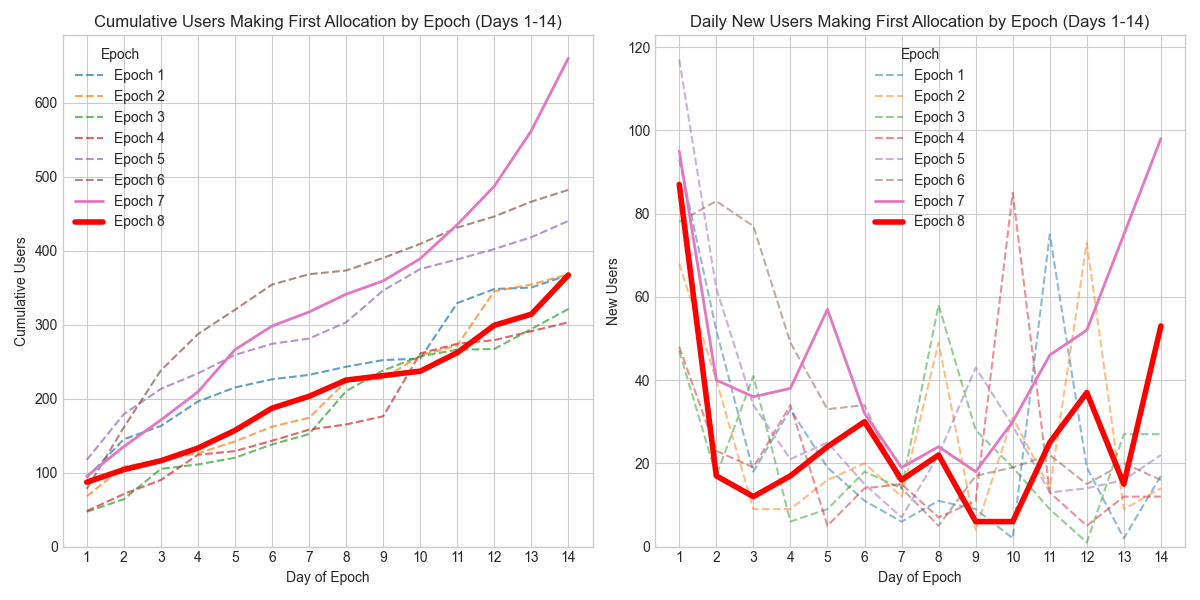 Cumulative Users Making First Allocation by Epoch (Days 1-14)
Cumulative Users
600
500
400
300
200
100
0
Epoch
Epoch 1
Epoch 2
Epoch 3
Epoch 4
Epoch 5
Epoch 6
Epoch 7
Epoch 8
1 2 3 4 5 6 7 8 9 10 11 12 13 14
Day of Epoch
Daily New Users Making First Allocation by Epoch (Days 1-14)
New Users
120
100
80
60
40
20
0
Epoch
Epoch 1
Epoch 2
Epoch 3
Epoch 4
Epoch 5
Epoch 6
Epoch 7
Epoch 8
1 2 3 4 5 6 7 8 9 10 11 12 13 14
Day of Epoch